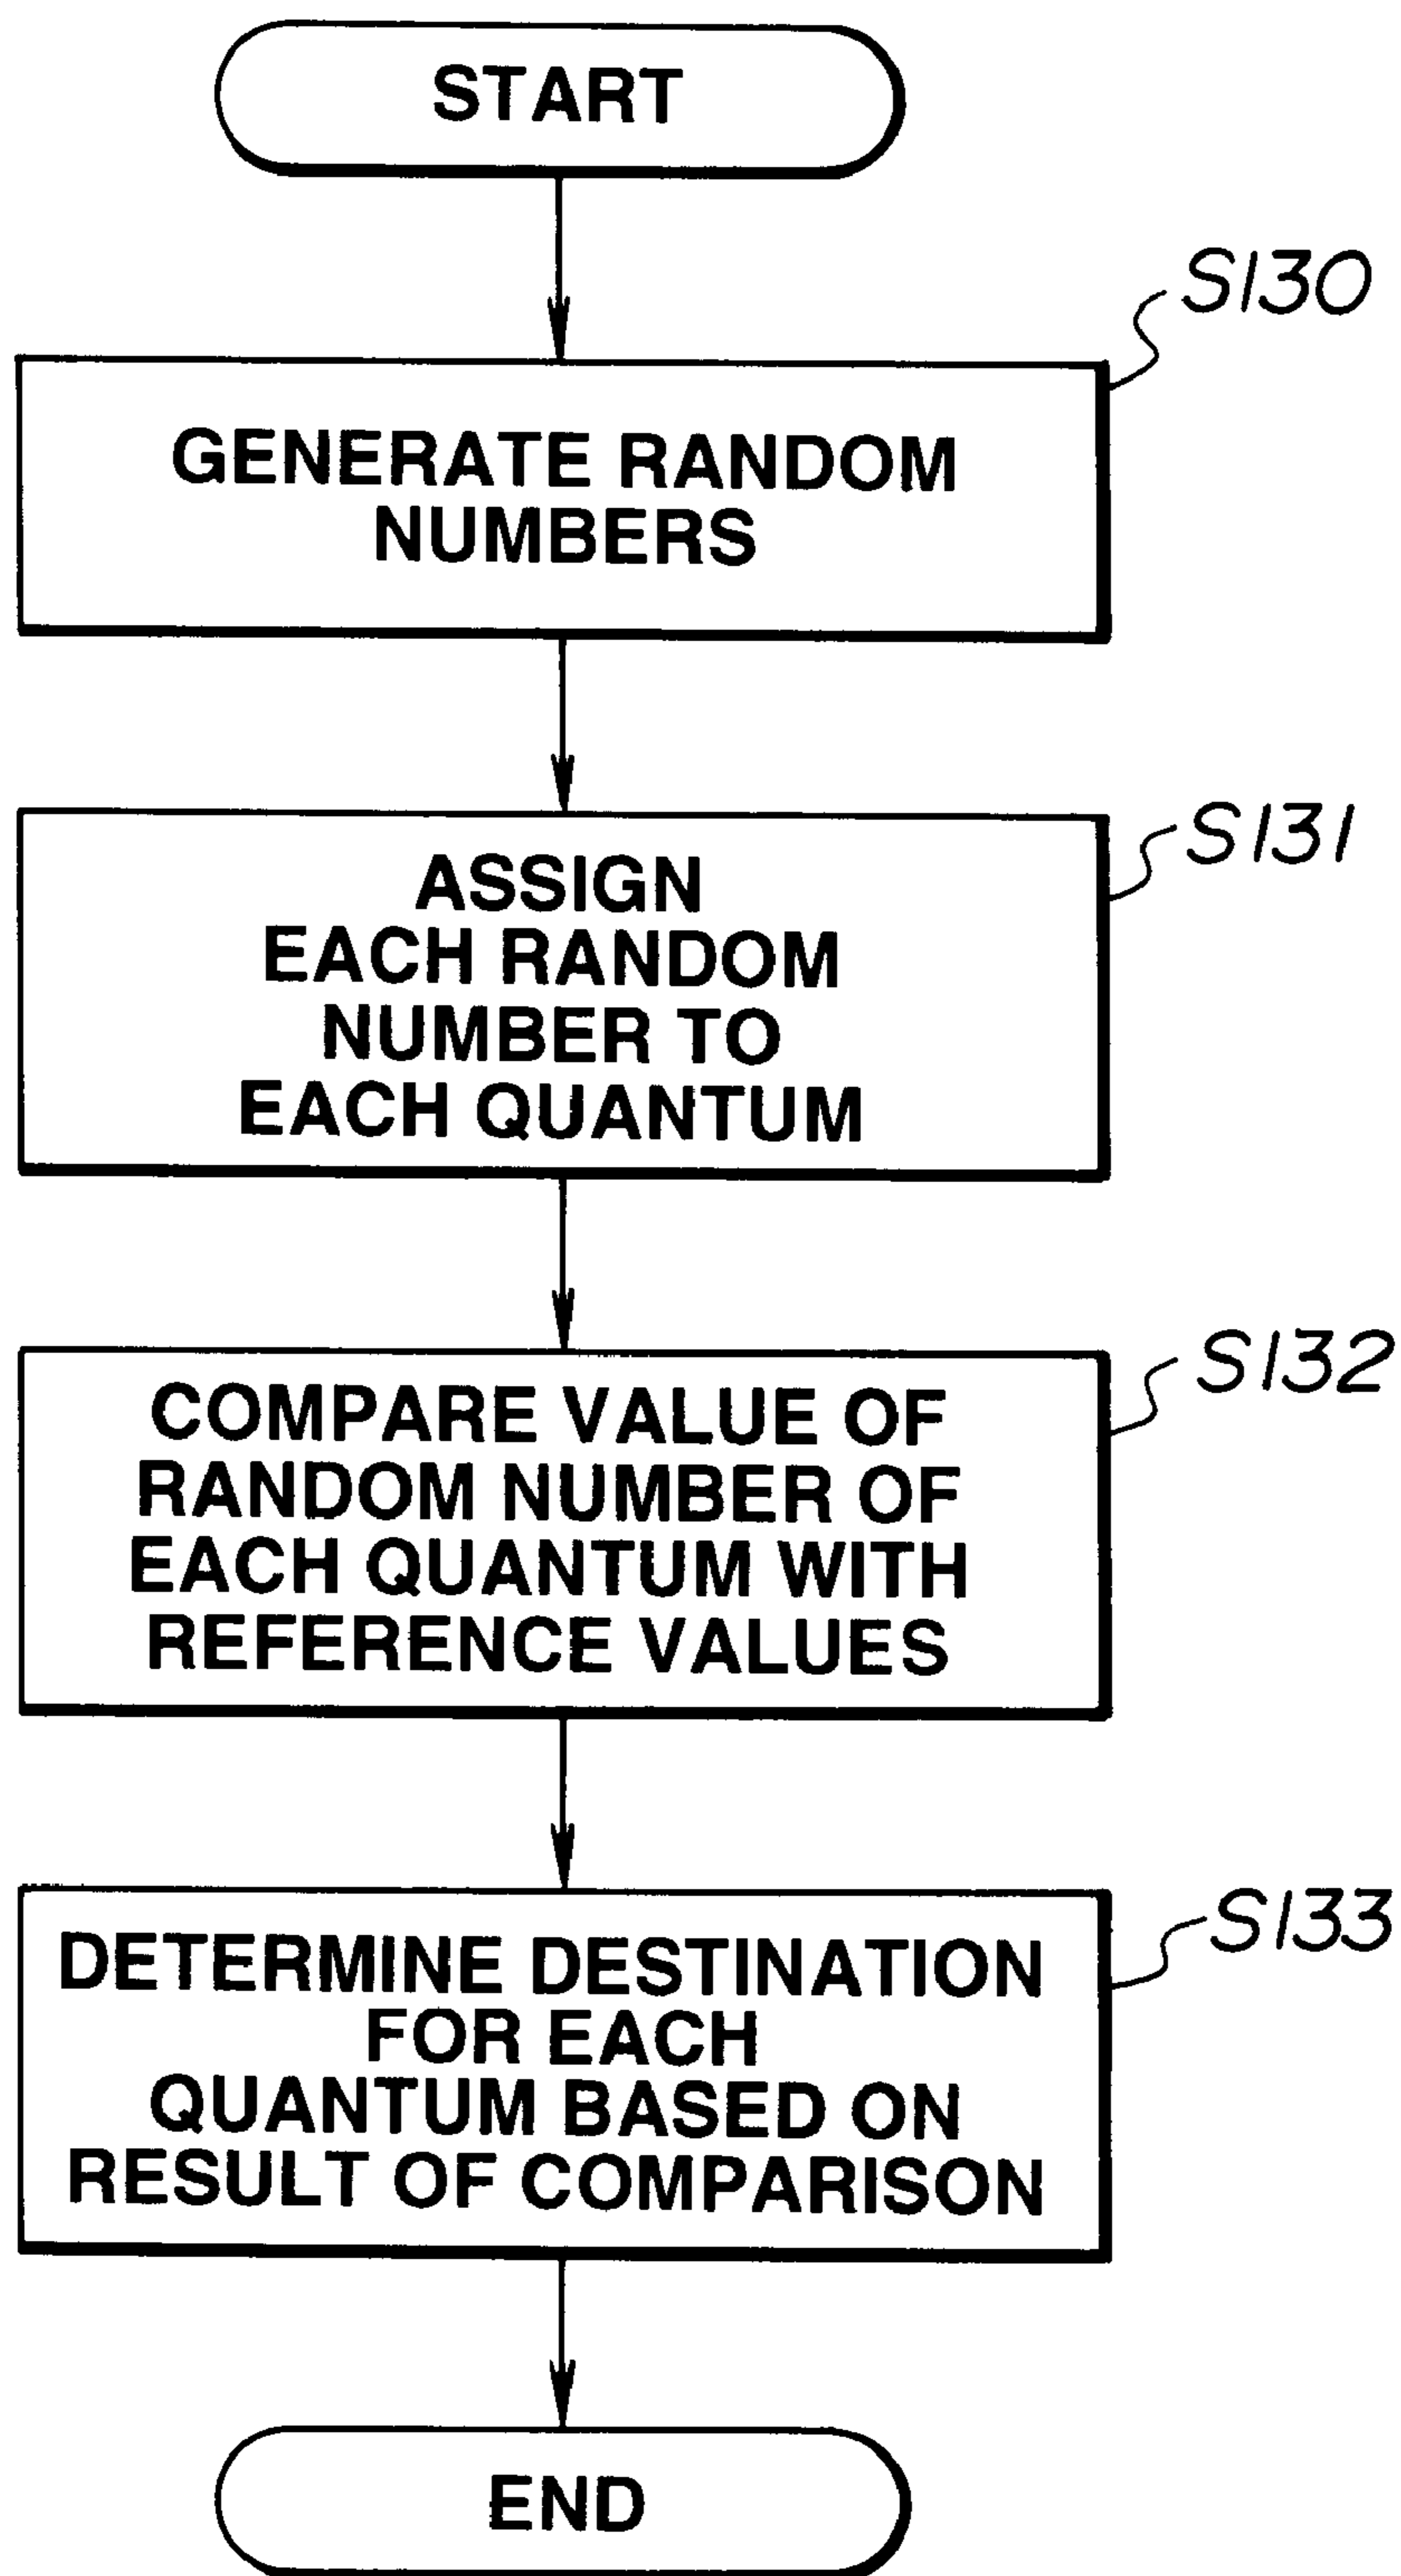 START
S130
GENERATE RANDOM
NUMBERS
S131
ASSIGN
EACH RANDOM
NUMBER TO
EACH QUANTUM
S132
COMPARE VALUE OF
RANDOM NUMBER OF
EACH QUANTUM WITH
REFERENCE VALUES
S133
DETERMINE DESTINATION
FOR EACH
QUANTUM BASED ON
RESULT OF COMPARISON
END